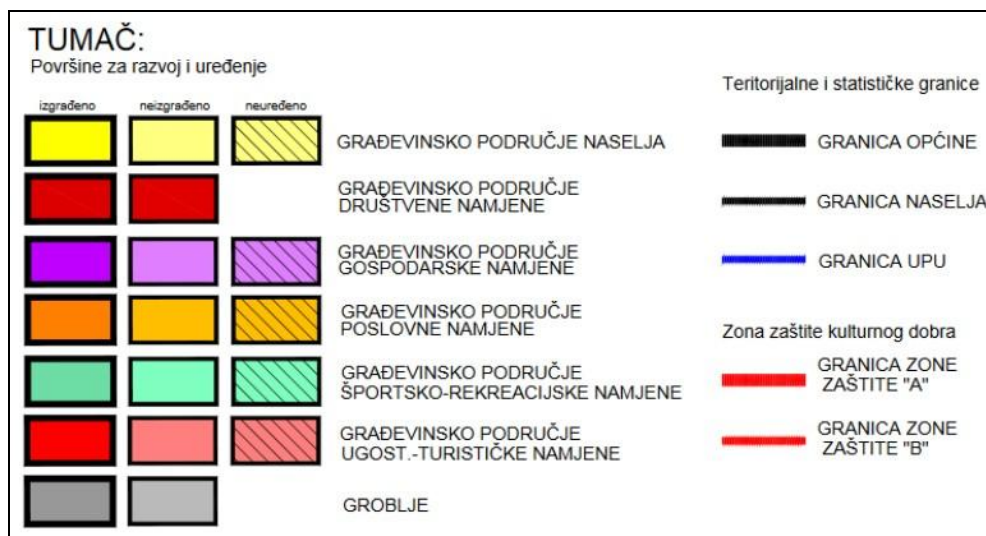 TUMAČ:
Površine za razvoj i uređenje
izgrađeno neizgrađeno neuređeno
GRAĐEVINSKO PODRUČJE NASELJA
GRAĐEVINSKO PODRUČJE
DRUŠTVENE NAMJENE
GRAĐEVINSKO PODRUČJE
GOSPODARSKE NAMJENE
GRAĐEVINSKO PODRUČJE
POSLOVNE NAMJENE
GRAĐEVINSKO PODRUČJE
ŠPORTSKO-REKREACIJSKE NAMJENE
GRAĐEVINSKO PODRUČJE
UGOST.-TURISTIČKE NAMJENE
GROBLJE
Teritorijalne i statističke granice
GRANICA OPĆINE
GRANICA NASELJA
GRANICA UPU
Zona zaštite kulturnog dobra
GRANICA ZONE
ZAŠTITE "A"
GRANICA ZONE
ZAŠTITE "B"